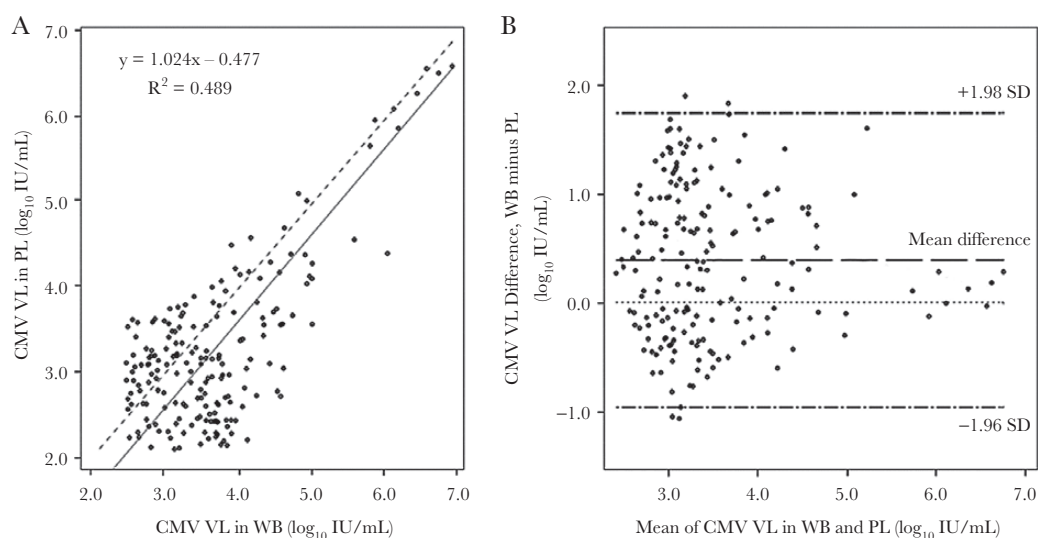 A
7.0
6.0
5.0
4.0
3.0
2.0
CMV VL in PL (log10 IU/mL)
y = 1.024x – 0.477
R² = 0.489
2.0 3.0 4.0 5.0 6.0 7.0
CMV VL in WB (log10 IU/mL)
B
2.0
1.0
0.0
–1.0
CMV VL Difference, WB minus PL
(log10 IU/mL)
+1.98 SD
Mean difference
–1.96 SD
3.0 4.0 5.0 6.0 7.0
Mean of CMV VL in WB and PL (log10 IU/mL)